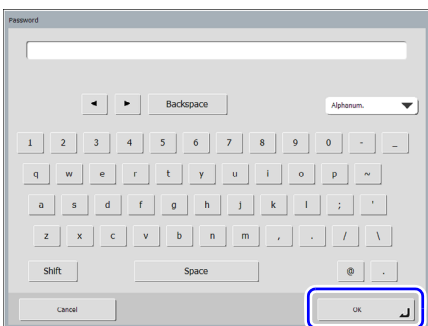 Password
Backspace
Alphanum.
1 2 3 4 5 6 7 8 9 0 - _
q w e r t y u i o p ~
a s d f g h j k l ; '
z x c v b n m , . / \
Shift Space @ .
Cancel OK